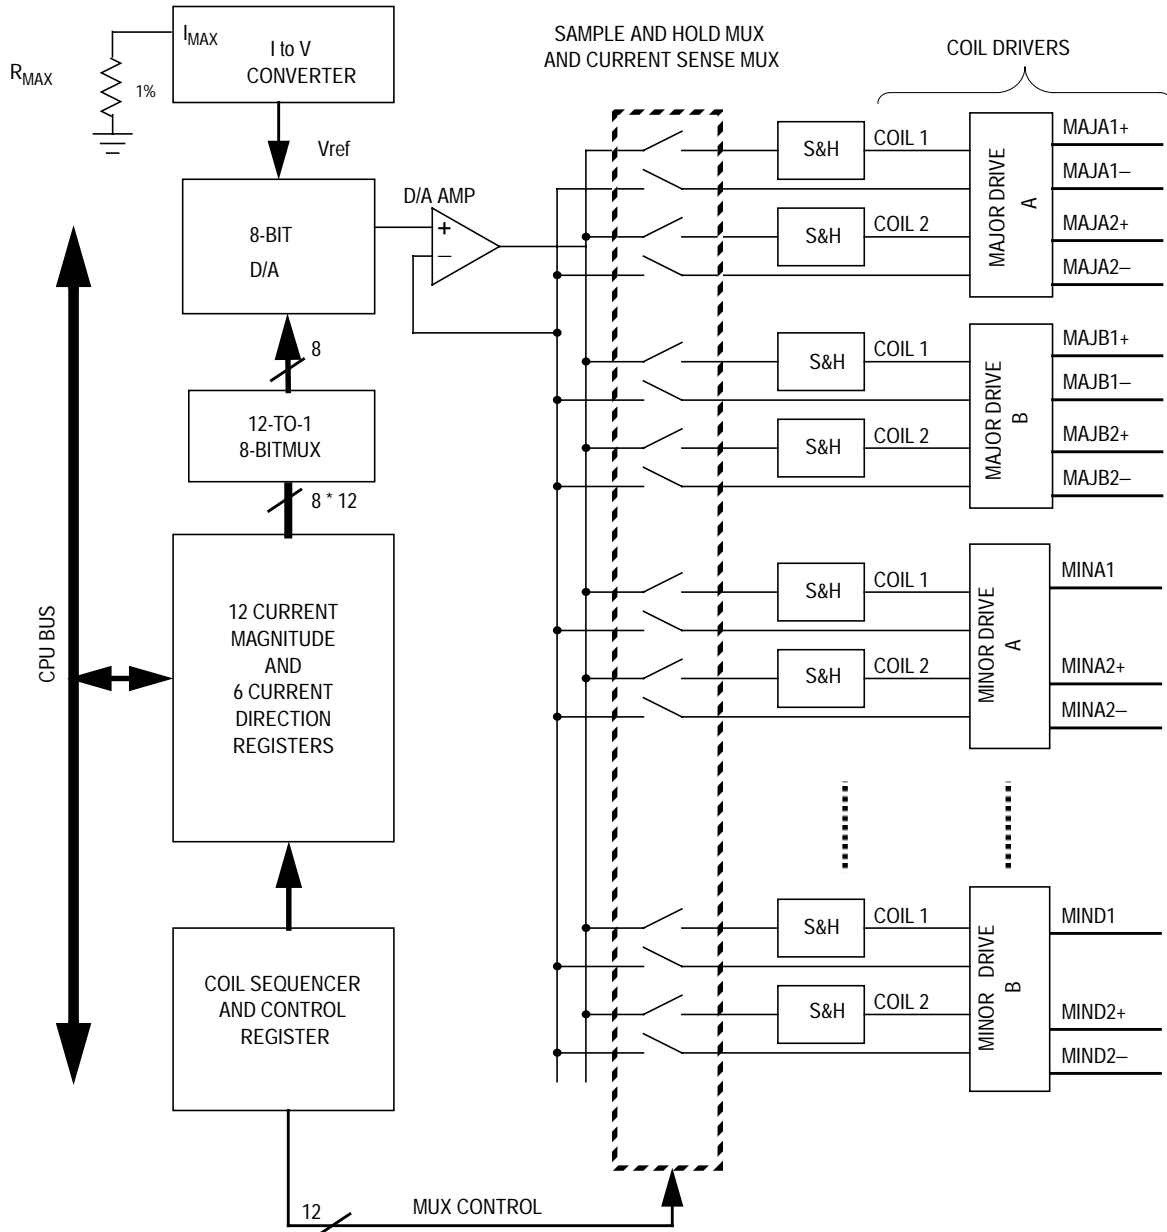 I_MAX
I to V
CONVERTER
R_MAX
1%
Vref
8-BIT
D/A
D/A AMP
+
–
8
12-TO-1
8-BITMUX
8 * 12
12 CURRENT
MAGNITUDE
AND
6 CURRENT
DIRECTION
REGISTERS
CPU BUS
COIL SEQUENCER
AND CONTROL
REGISTER
12
MUX CONTROL
SAMPLE AND HOLD MUX
AND CURRENT SENSE MUX
COIL DRIVERS
S&H
COIL 1
S&H
COIL 2
MAJOR DRIVE
A
MAJA1+
MAJA1–
MAJA2+
MAJA2–
S&H
COIL 1
S&H
COIL 2
MAJOR DRIVE
B
MAJB1+
MAJB1–
MAJB2+
MAJB2–
S&H
COIL 1
S&H
COIL 2
MINOR DRIVE
A
MINA1
MINA2+
MINA2–
S&H
COIL 1
S&H
COIL 2
MINOR DRIVE
B
MIND1
MIND2+
MIND2–